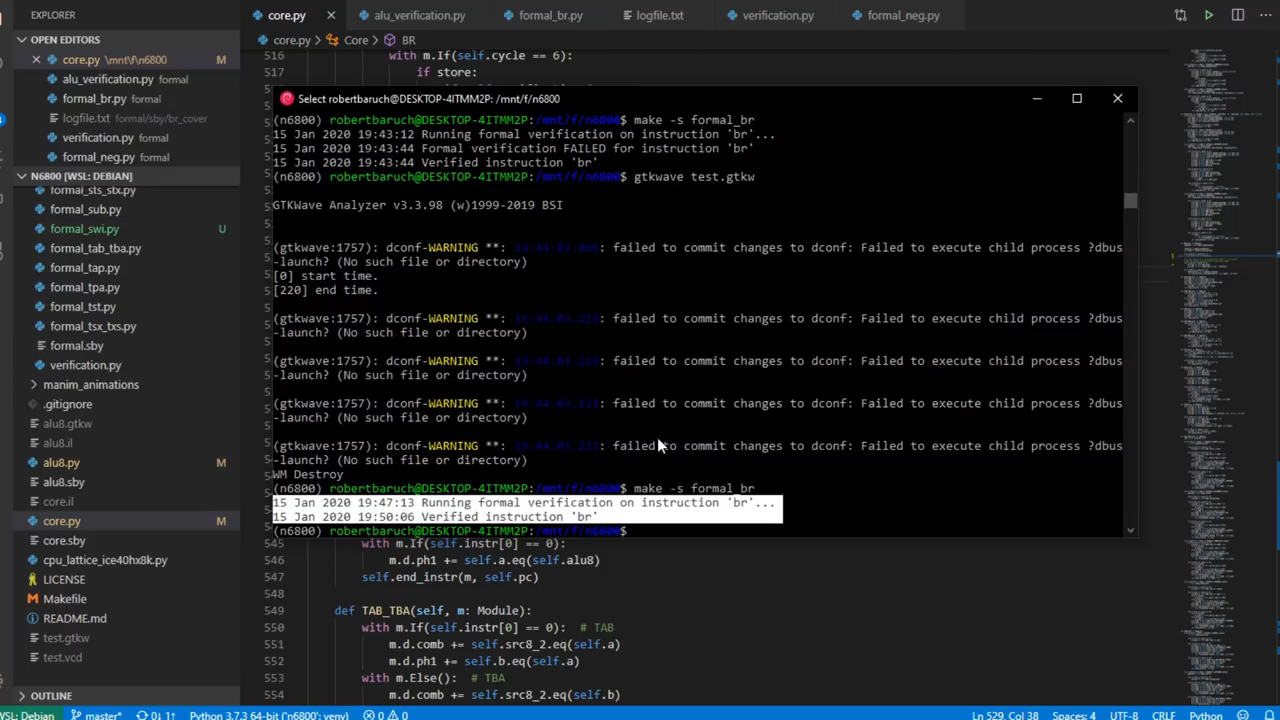 EXPLORER
OPEN EDITORS
core.py \mnt\f\n6800 M
alu_verification.py formal
formal_br.py formal
logfile.txt formal/sby/br_cover
verification.py formal
formal_neg.py formal
N6800 [WSL: DEBIAN]
formal_sts_stx.py
formal_sub.py
formal_swi.py U
formal_tab_tba.py
formal_tap.py
formal_tpa.py
formal_tst.py
formal_tsx_txs.py
formal.sby
verification.py
manim_animations
.gitignore
alu8.gtkw
alu8.il
alu8.py M
alu8.sby
core.il
core.py M
core.sby
cpu_lattice_ice40hx8k.py
LICENSE
Makefile
README.md
test.gtkw
test.vcd
OUTLINE
core.py alu_verification.py formal_br.py logfile.txt verification.py formal_neg.py
core.py > Core > BR
516 with m.If(self.cycle == 6):
517 if store:
Select robertbaruch@DESKTOP-4ITMM2P: /mnt/f/n6800
(n6800) robertbaruch@DESKTOP-4ITMM2P:/mnt/f/n6800$ make -s formal_br
15 Jan 2020 19:43:12 Running formal verification on instruction 'br'...
15 Jan 2020 19:43:44 Formal verification FAILED for instruction 'br'
15 Jan 2020 19:43:44 Verified instruction 'br'
(n6800) robertbaruch@DESKTOP-4ITMM2P:/mnt/f/n6800$ gtkwave test.gtkw
GTKWave Analyzer v3.3.98 (w)1999-2019 BSI
(gtkwave:1757): dconf-WARNING **: : failed to commit changes to dconf: Failed to execute child process ?dbus
-launch? (No such file or directory)
[0] start time.
[220] end time.
(gtkwave:1757): dconf-WARNING **: : failed to commit changes to dconf: Failed to execute child process ?dbus
-launch? (No such file or directory)
(gtkwave:1757): dconf-WARNING **: : failed to commit changes to dconf: Failed to execute child process ?dbus
-launch? (No such file or directory)
(gtkwave:1757): dconf-WARNING **: : failed to commit changes to dconf: Failed to execute child process ?dbus
-launch? (No such file or directory)
(gtkwave:1757): dconf-WARNING **: : failed to commit changes to dconf: Failed to execute child process ?dbus
-launch? (No such file or directory)
WM Destroy
(n6800) robertbaruch@DESKTOP-4ITMM2P:/mnt/f/n6800$ make -s formal_br
15 Jan 2020 19:47:13 Running formal verification on instruction 'br'...
15 Jan 2020 19:50:06 Verified instruction 'br'
(n6800) robertbaruch@DESKTOP-4ITMM2P:/mnt/f/n6800$
545 with m.If(self.instr[0] == 0):
546
547 self.end_instr(m, self.pc)
548
549 def TAB_TBA(self, m: Module):
550 == 0): # TAB
551 m.d.comb += self.src8_2.eq(self.a)
552 m.d.ph1 += self.b.eq(self.a)
553 with m.Else(): # TBA
554 m.d.comb += self.src8_2.eq(self.b)
WSL: Debian master* 0↓ 1↑ Python 3.7.3 64-bit ('n6800': venv) 0 0 Ln 529, Col 38 Spaces: 4 UTF-8 CRLF Python